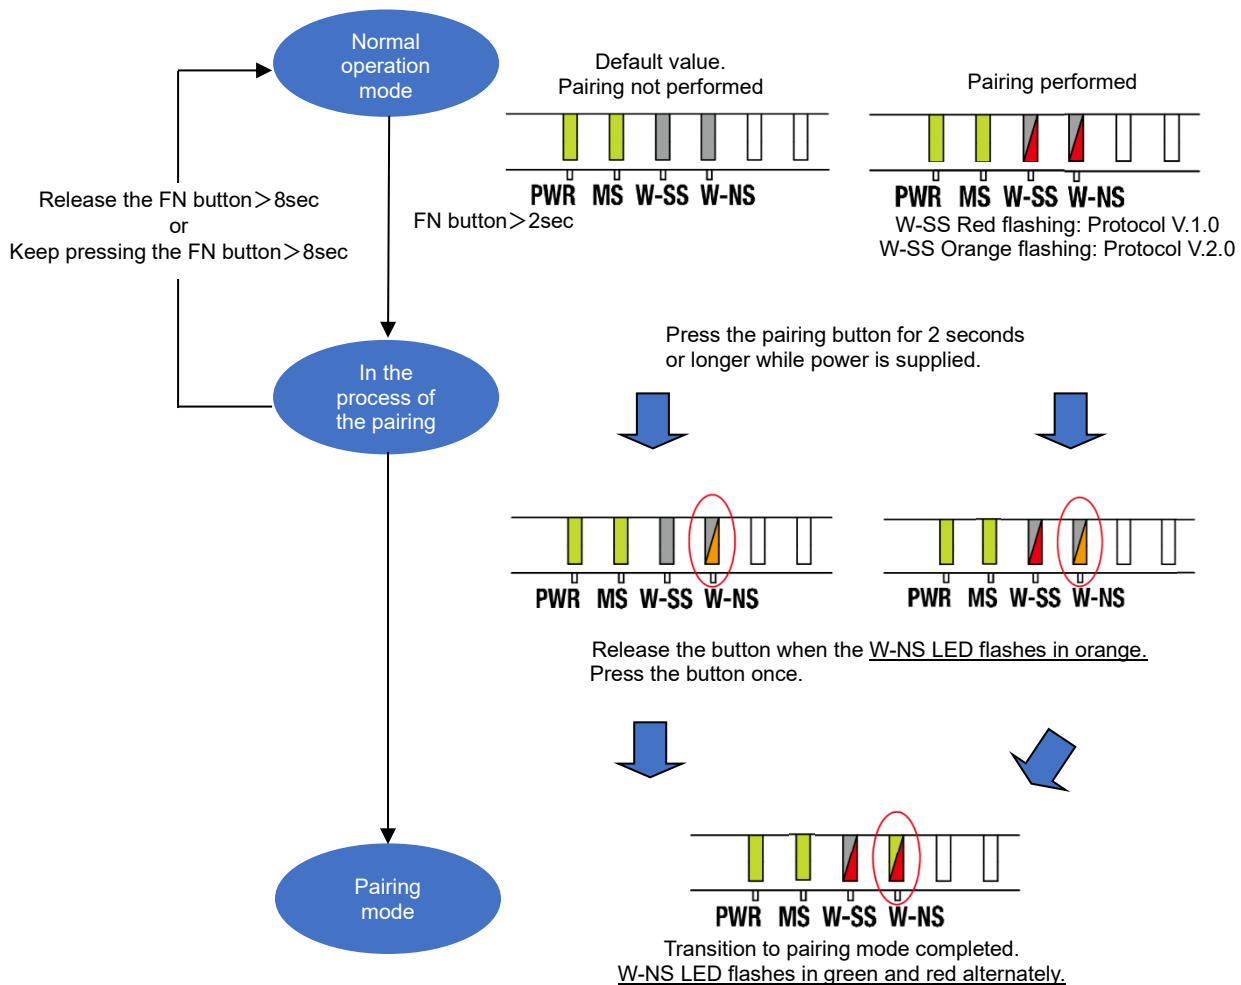 Normal
operation
mode
Default value.
Pairing not performed
PWR MS W-SS W-NS
Pairing performed
PWR MS W-SS W-NS
W-SS Red flashing: Protocol V.1.0
W-SS Orange flashing: Protocol V.2.0
Release the FN button＞8sec
or
Keep pressing the FN button＞8sec
FN button＞2sec
In the
process of
the pairing
Press the pairing button for 2 seconds
or longer while power is supplied.
PWR MS W-SS W-NS
PWR MS W-SS W-NS
Release the button when the W-NS LED flashes in orange.
Press the button once.
Pairing
mode
PWR MS W-SS W-NS
Transition to pairing mode completed.
W-NS LED flashes in green and red alternately.